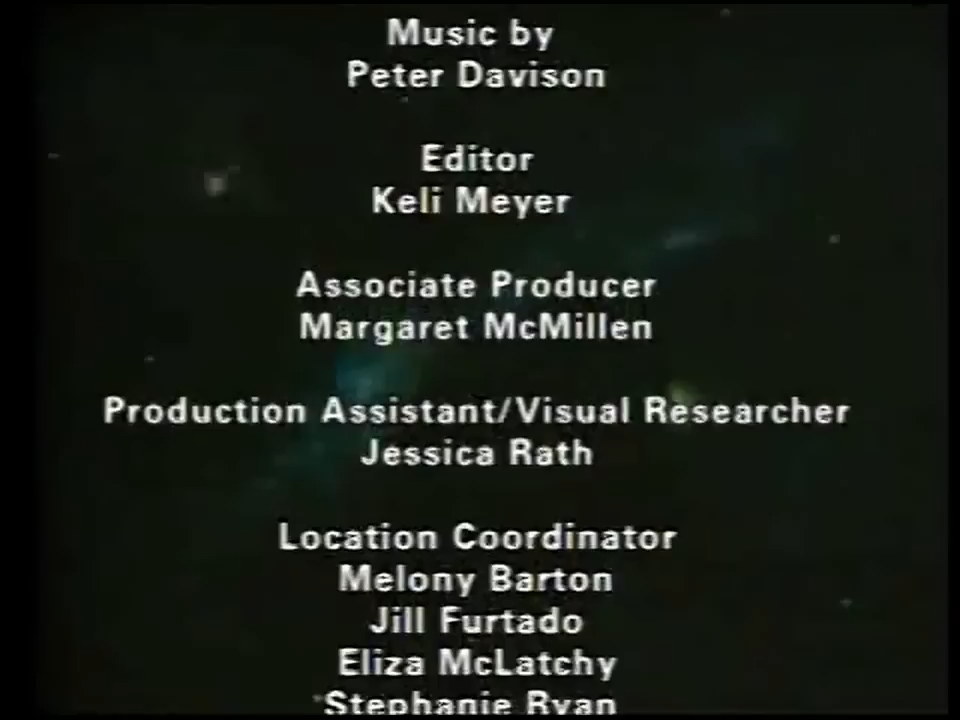 Music by
Peter Davison
Editor
Keli Meyer
Associate Producer
Margaret McMillen
Production Assistant/Visual Researcher
Jessica Rath
Location Coordinator
Melony Barton
Jill Furtado
Eliza McLatchy
Stephanie Ryan